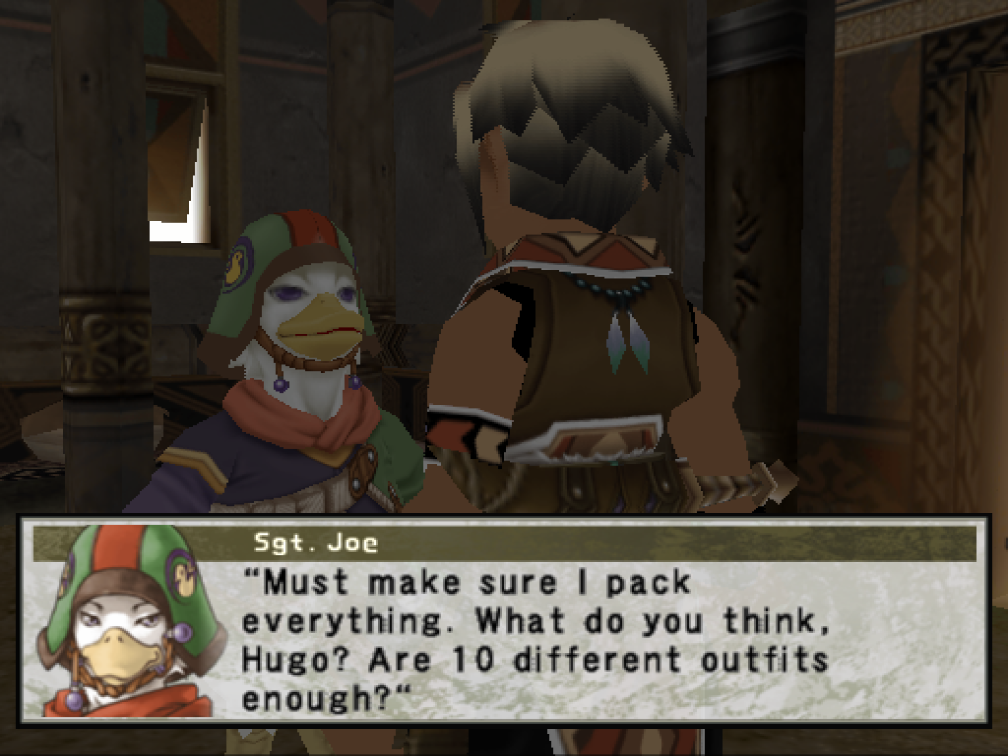 Sgt. Joe
“Must make sure I pack
everything. What do you think,
Hugo? Are 10 different outfits
enough?“